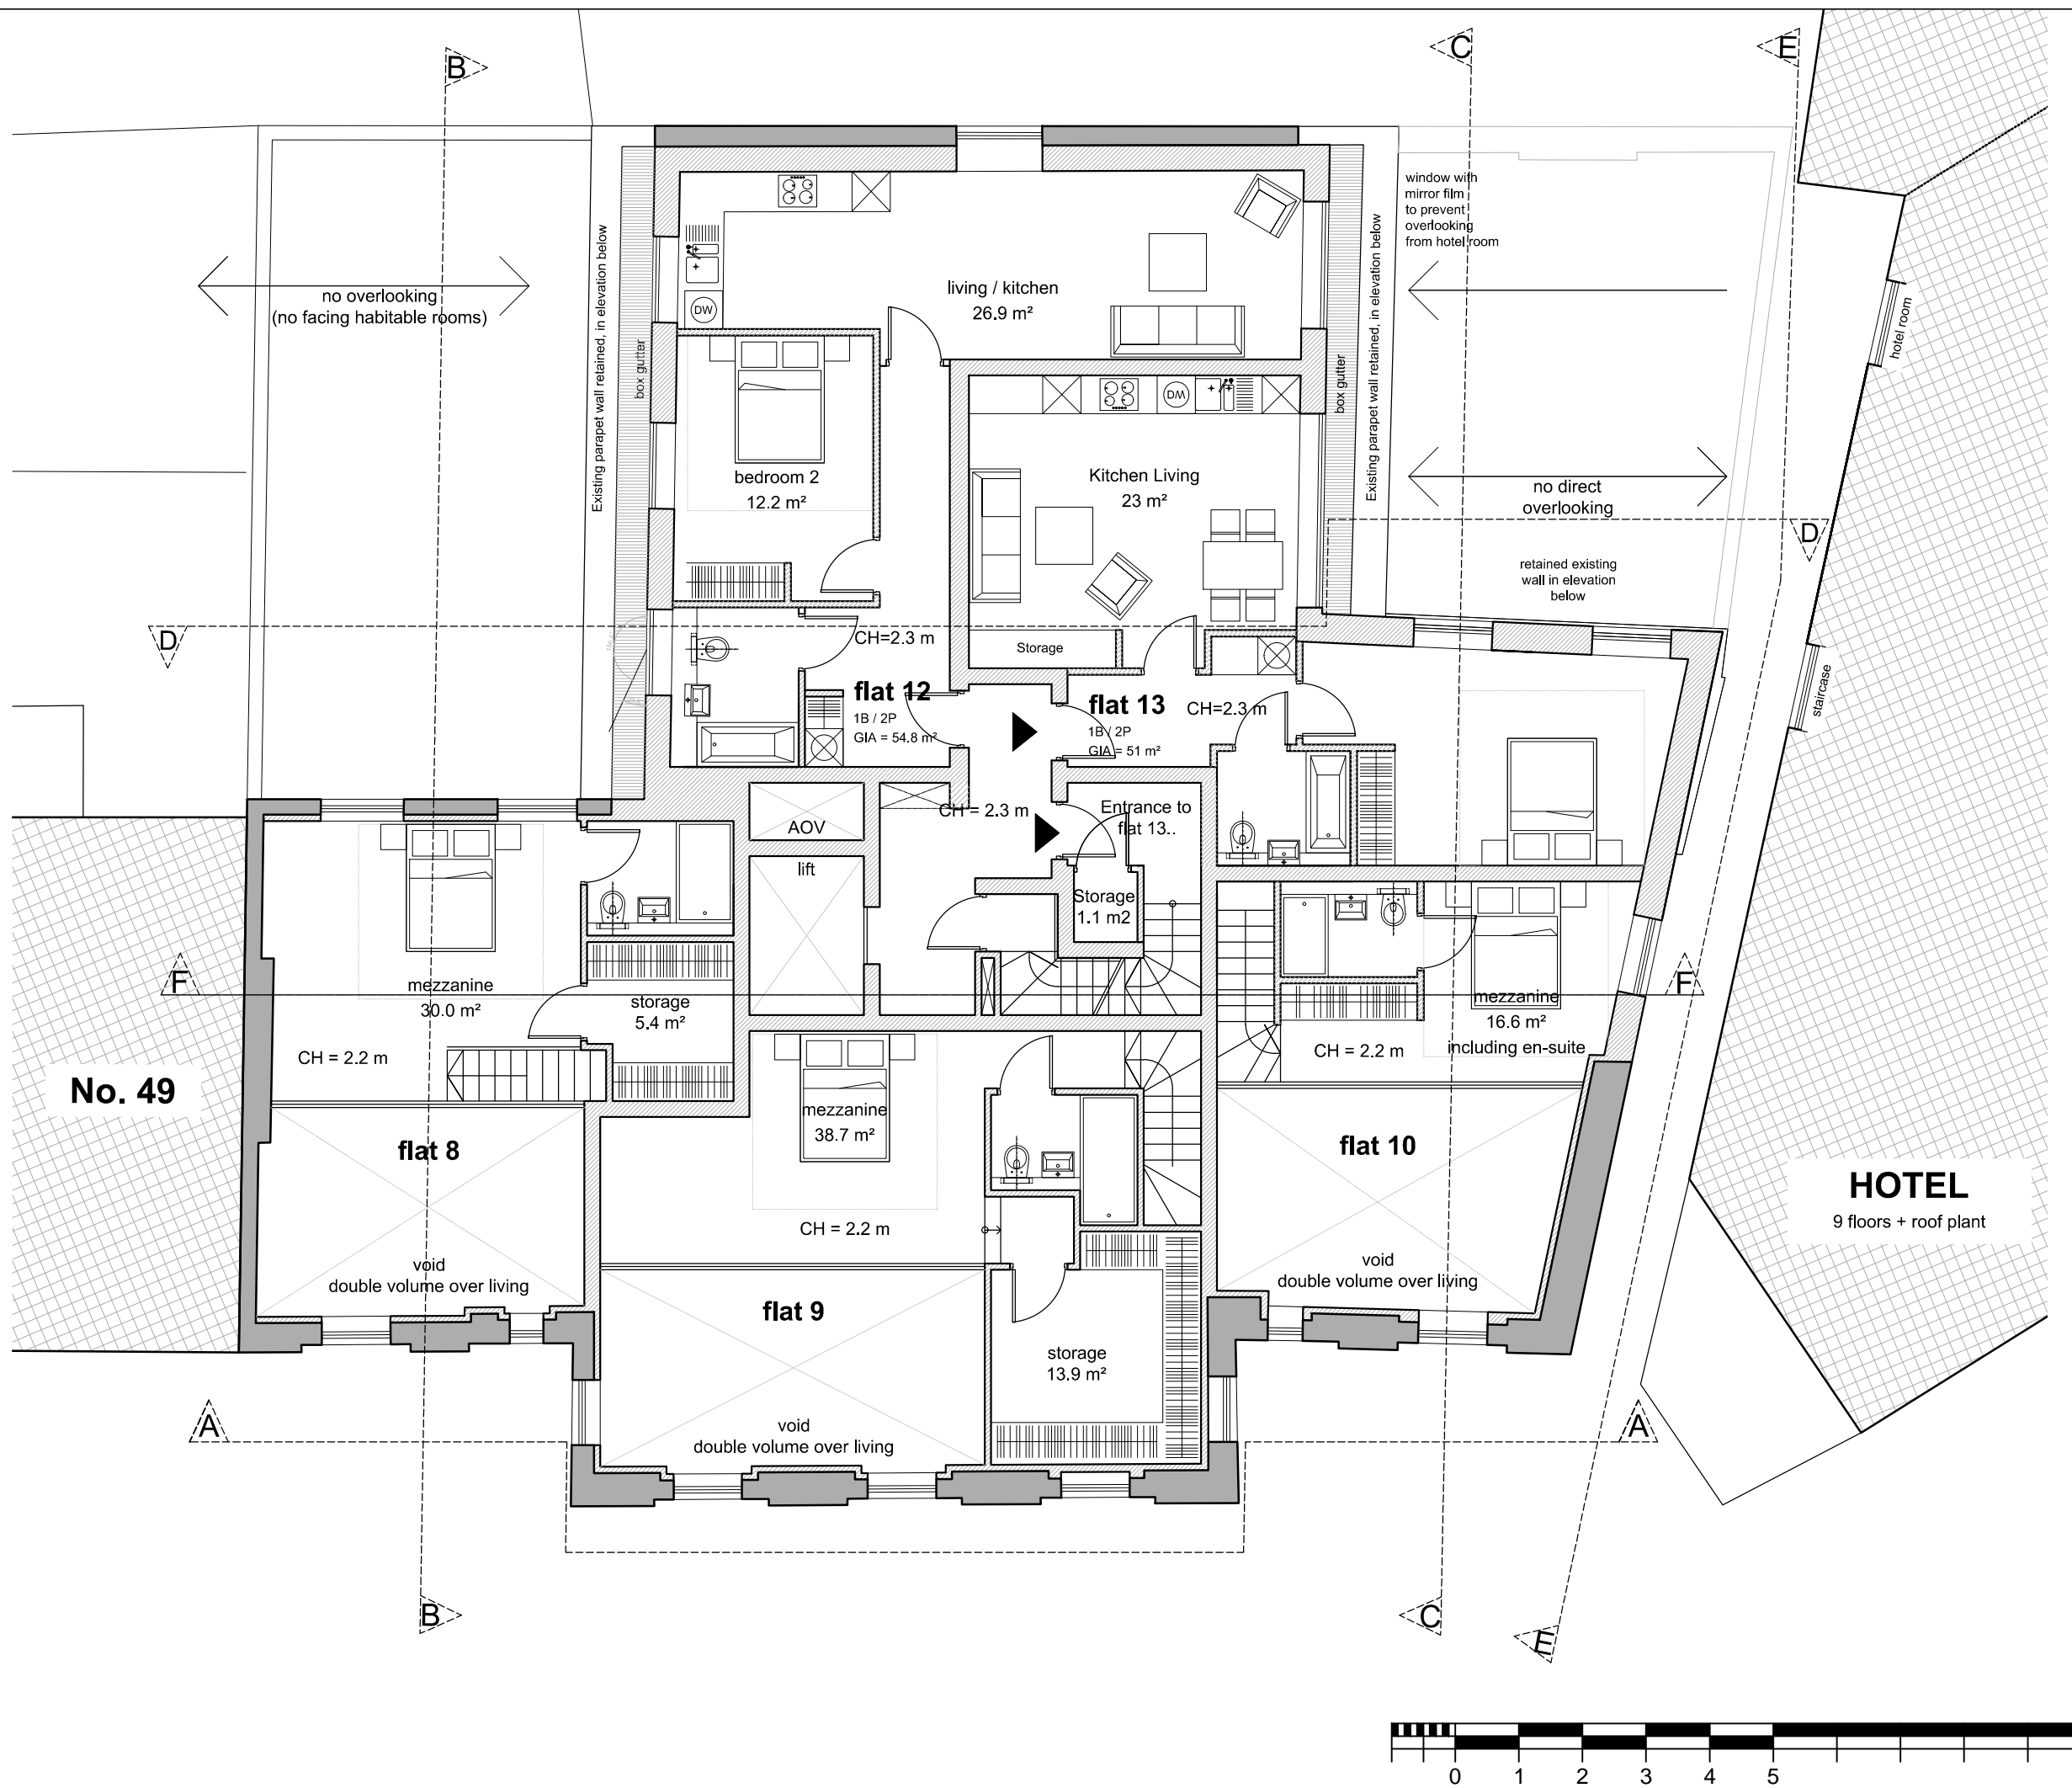 B
C
E
window with
mirror film
to prevent
overlooking
from hotel room
no overlooking
(no facing habitable rooms)
Existing parapet wall retained, in elevation below
box gutter
DW
living / kitchen
26.9 m²
box gutter
Existing parapet wall retained, in elevation below
hotel room
bedroom 2
12.2 m²
DW
Kitchen Living
23 m²
no direct
overlooking
D
retained existing
wall in elevation
below
D
CH=2.3 m
Storage
staircase
flat 12
1B / 2P
GIA = 54.8 m²
flat 13
1B / 2P
GIA = 51 m²
CH=2.3 m
AOV
CH = 2.3 m
Entrance to
flat 13..
lift
Storage
1.1 m2
F
mezzanine
30.0 m²
storage
5.4 m²
CH = 2.2 m
mezzanine
16.6 m²
including en-suite
CH = 2.2 m
F
No. 49
mezzanine
38.7 m²
flat 8
flat 10
HOTEL
9 floors + roof plant
CH = 2.2 m
void
double volume over living
void
double volume over living
flat 9
storage
13.9 m²
void
double volume over living
A
A
B
C
E
0 1 2 3 4 5